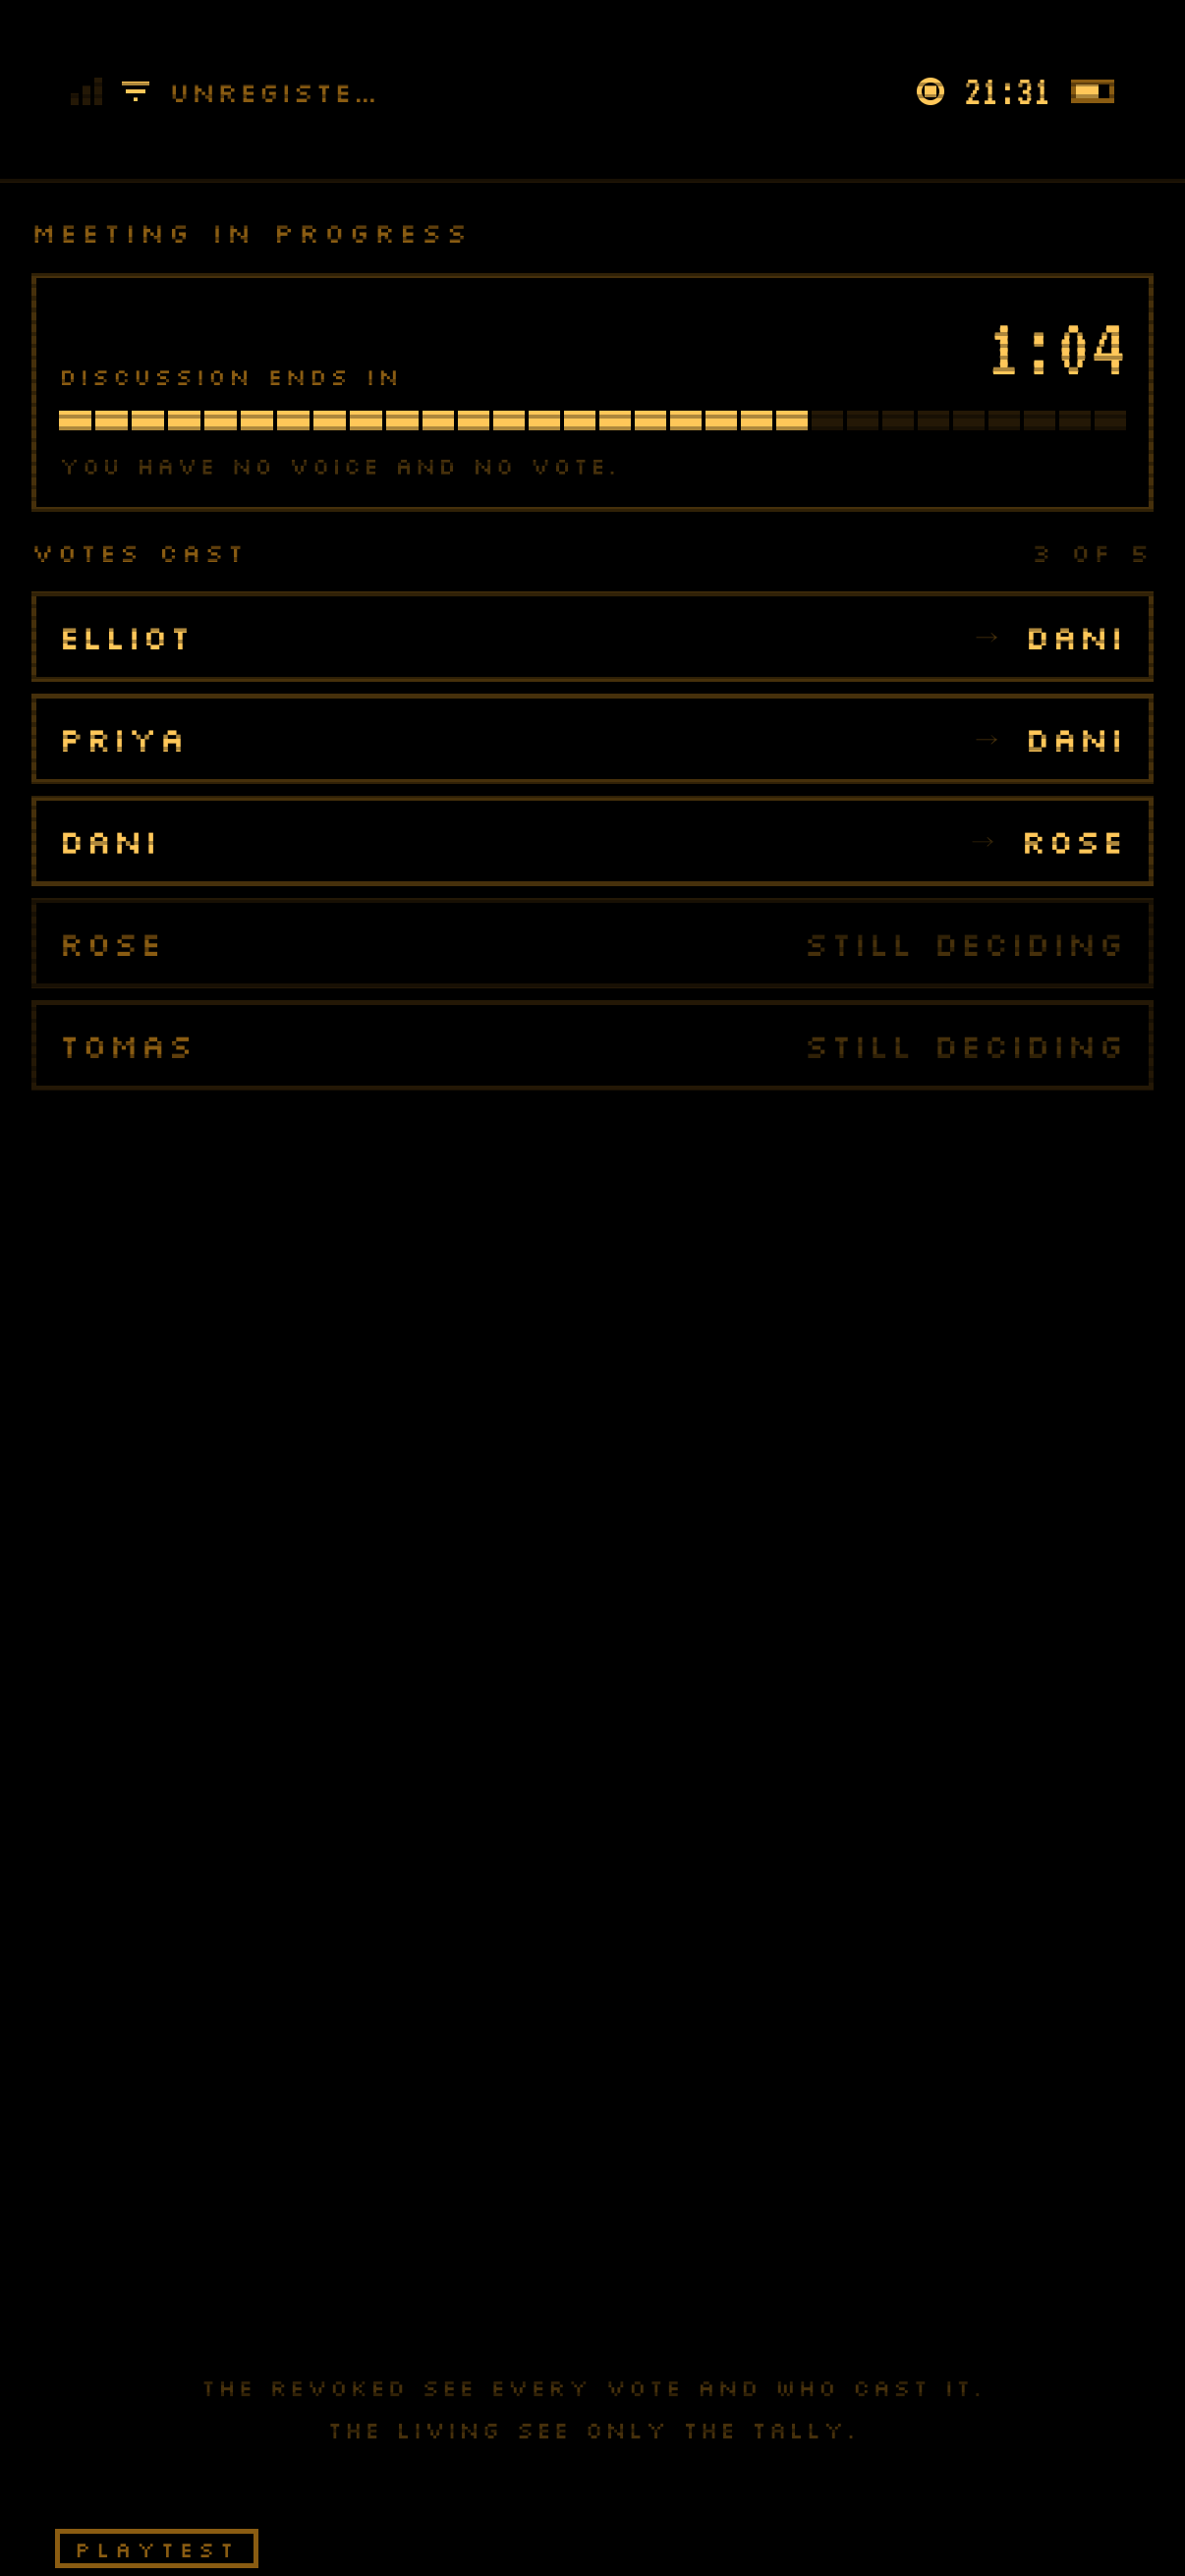 UNREGISTE… 21:31
MEETING IN PROGRESS
1:04
DISCUSSION ENDS IN
YOU HAVE NO VOICE AND NO VOTE.
VOTES CAST 3 OF 5
ELLIOT → DANI
PRIYA → DANI
DANI → ROSE
ROSE STILL DECIDING
TOMAS STILL DECIDING
THE REVOKED SEE EVERY VOTE AND WHO CAST IT.
THE LIVING SEE ONLY THE TALLY.
PLAYTEST